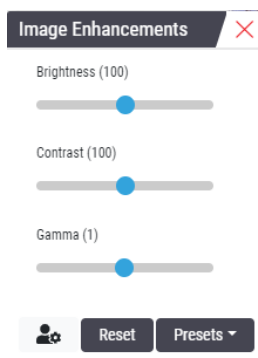 Image Enhancements
Brightness (100)
Contrast (100)
Gamma (1)
Reset Presets